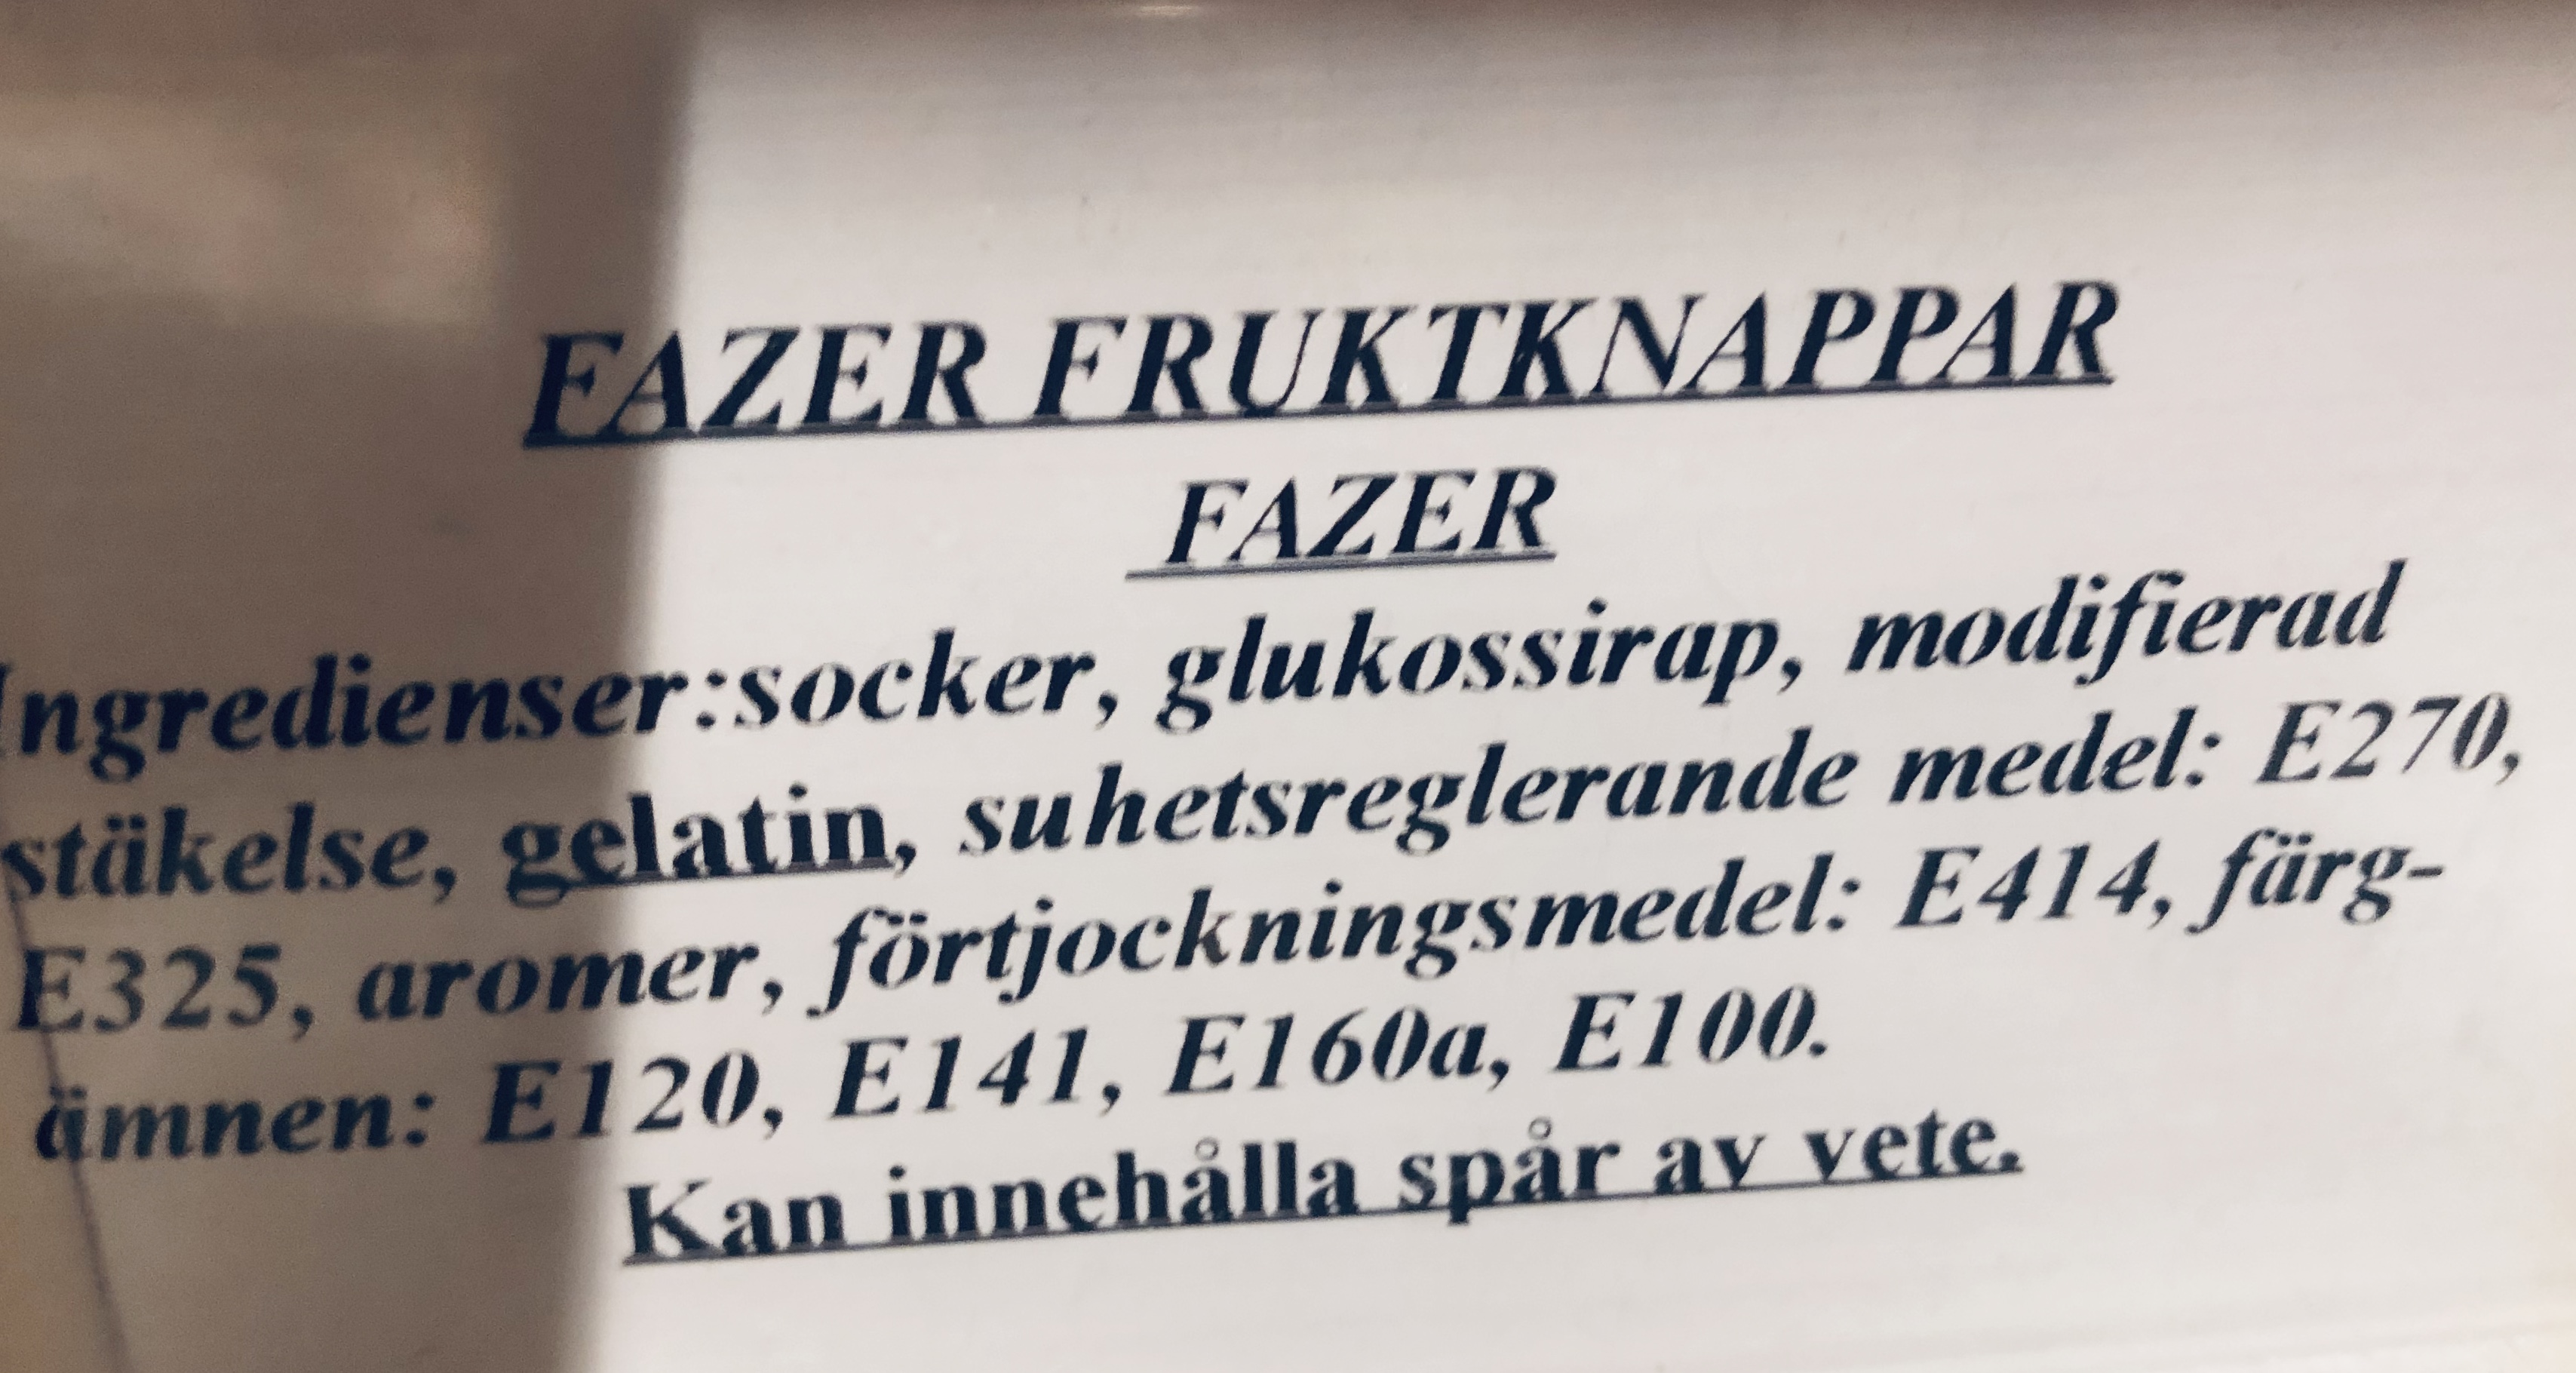 FAZER FRUKTKNAPPAR
FAZER
Ingredienser:socker, glukossirap, modifierad
stäkelse, gelatin, suhetsreglerande medel: E270,
E325, aromer, förtjockningsmedel: E414, färg-
ämnen: E120, E141, E160a, E100.
Kan innehålla spår av vete.